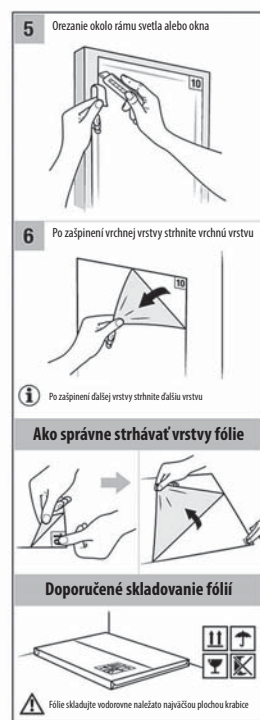 5 Orezanie okolo rámu svetla alebo okna
10
6 Po zašpinení vrchnej vrstvy strhnite vrchnú vrstvu
10
i Po zašpinení ďalšej vrstvy strhnite ďalšiu vrstvu
Ako správne strhávať vrstvy fólie
Doporučené skladovanie fólií
Fólie skladujte vodorovne naležato najväčšou plochou krabice